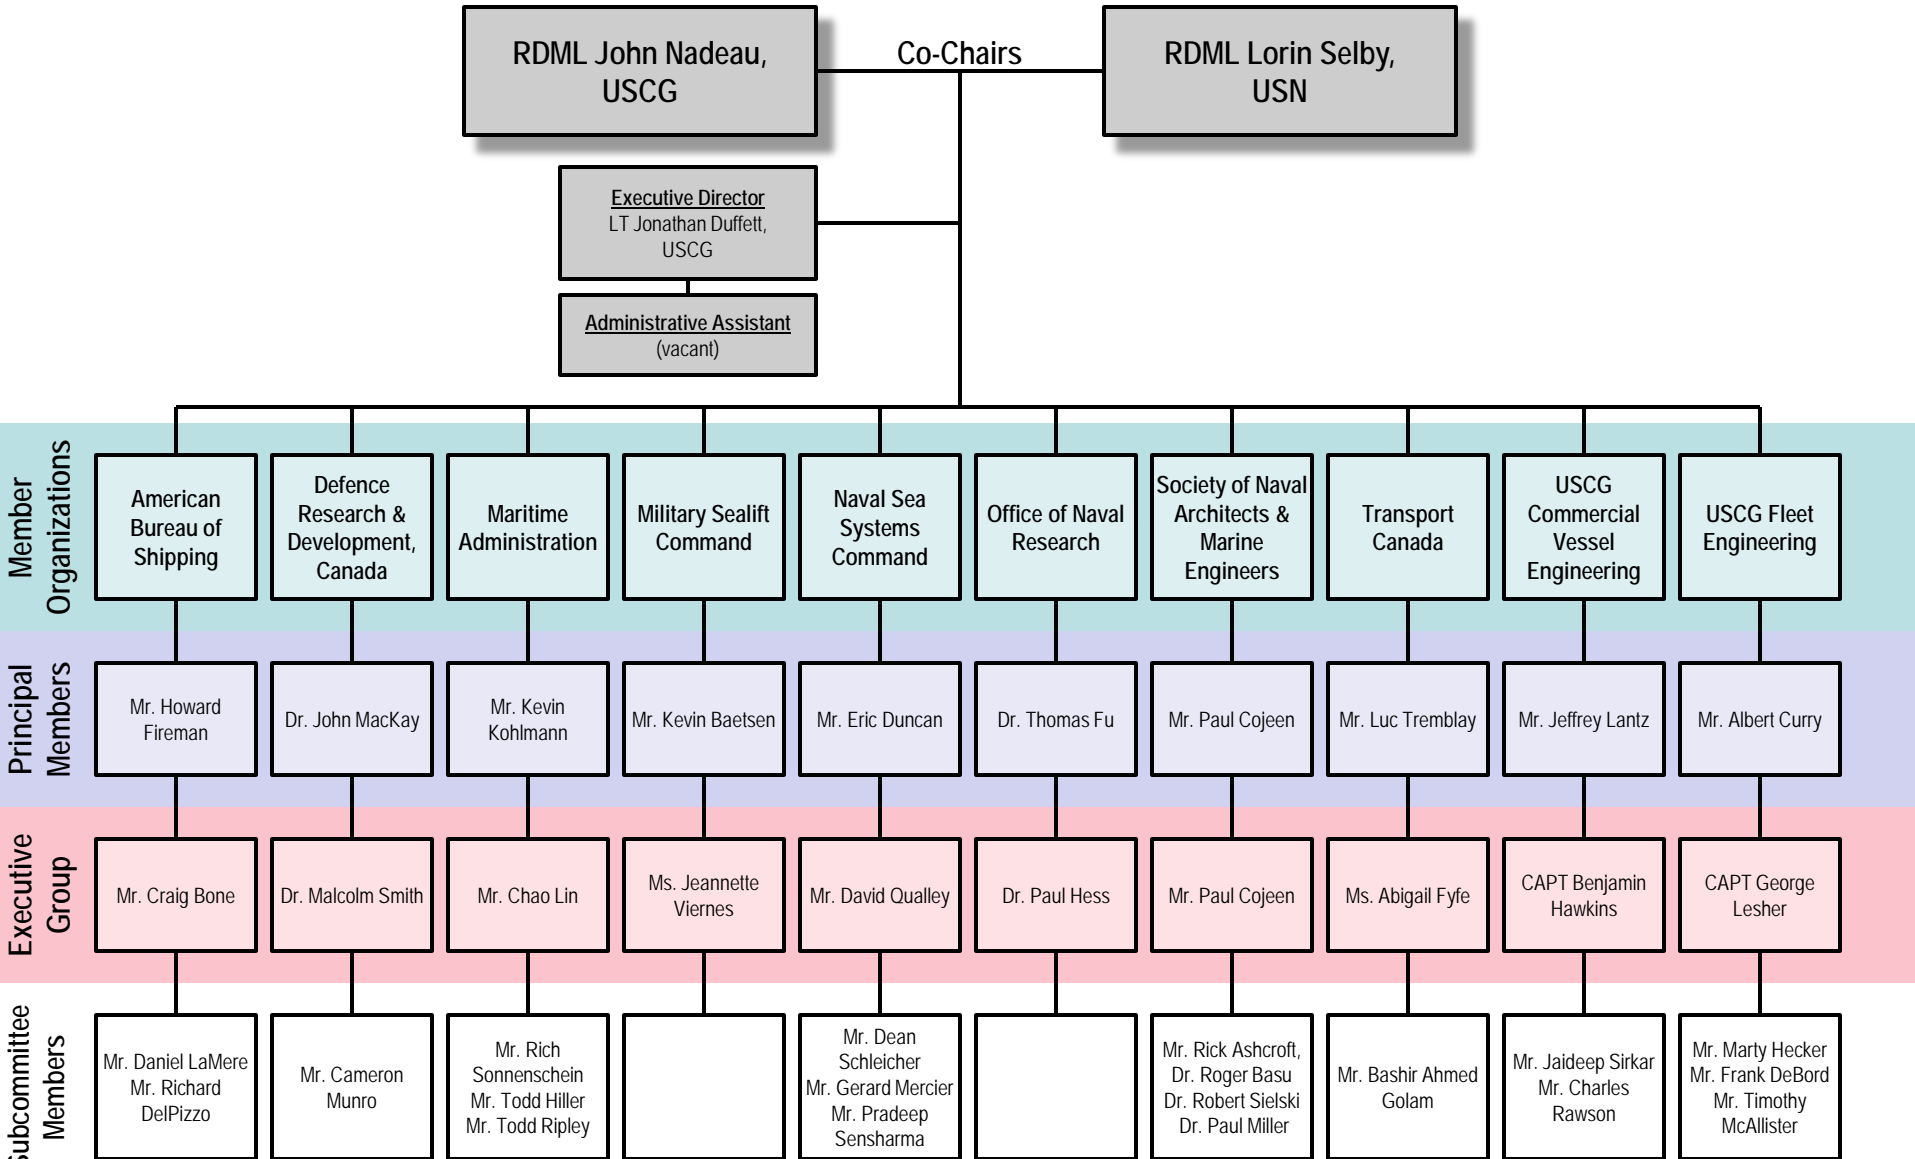 RDML John Nadeau,
USCG
Co-Chairs
RDML Lorin Selby,
USN
Executive Director
LT Jonathan Duffett,
USCG
Administrative Assistant
(vacant)
Member
Organizations
American
Bureau of
Shipping
Defence
Research &
Development,
Canada
Maritime
Administration
Military Sealift
Command
Naval Sea
Systems
Command
Office of Naval
Research
Society of Naval
Architects &
Marine
Engineers
Transport
Canada
USCG
Commercial
Vessel
Engineering
USCG Fleet
Engineering
Principal
Members
Mr. Howard
Fireman
Dr. John MacKay
Mr. Kevin
Kohlmann
Mr. Kevin Baetsen
Mr. Eric Duncan
Dr. Thomas Fu
Mr. Paul Cojeen
Mr. Luc Tremblay
Mr. Jeffrey Lantz
Mr. Albert Curry
Executive
Group
Mr. Craig Bone
Dr. Malcolm Smith
Mr. Chao Lin
Ms. Jeannette
Viernes
Mr. David Qualley
Dr. Paul Hess
Mr. Paul Cojeen
Ms. Abigail Fyfe
CAPT Benjamin
Hawkins
CAPT George
Lesher
Subcommittee
Members
Mr. Daniel LaMere
Mr. Richard
DelPizzo
Mr. Cameron
Munro
Mr. Rich
Sonnenschein
Mr. Todd Hiller
Mr. Todd Ripley
Mr. Dean
Schleicher
Mr. Gerard Mercier
Mr. Pradeep
Sensharma
Mr. Rick Ashcroft,
Dr. Roger Basu
Dr. Robert Sielski
Dr. Paul Miller
Mr. Bashir Ahmed
Golam
Mr. Jaideep Sirkar
Mr. Charles
Rawson
Mr. Marty Hecker
Mr. Frank DeBord
Mr. Timothy
McAllister